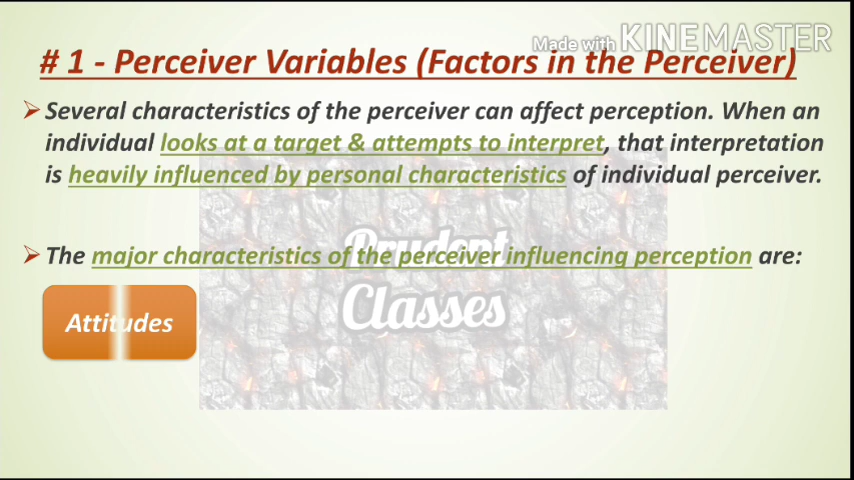 Made with KINEMASTER
# 1 - Perceiver Variables (Factors in the Perceiver)
Several characteristics of the perceiver can affect perception. When an
individual looks at a target & attempts to interpret, that interpretation
is heavily influenced by personal characteristics of individual perceiver.
Prudent
The major characteristics of the perceiver influencing perception are:
Classes
Attitudes